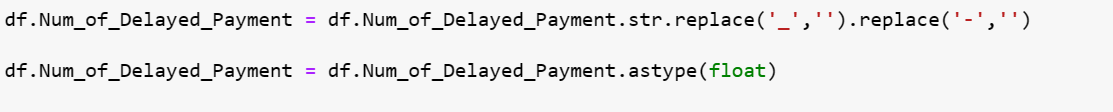 df.Num_of_Delayed_Payment = df.Num_of_Delayed_Payment.str.replace('_','').replace('-','')
df.Num_of_Delayed_Payment = df.Num_of_Delayed_Payment.astype(float)